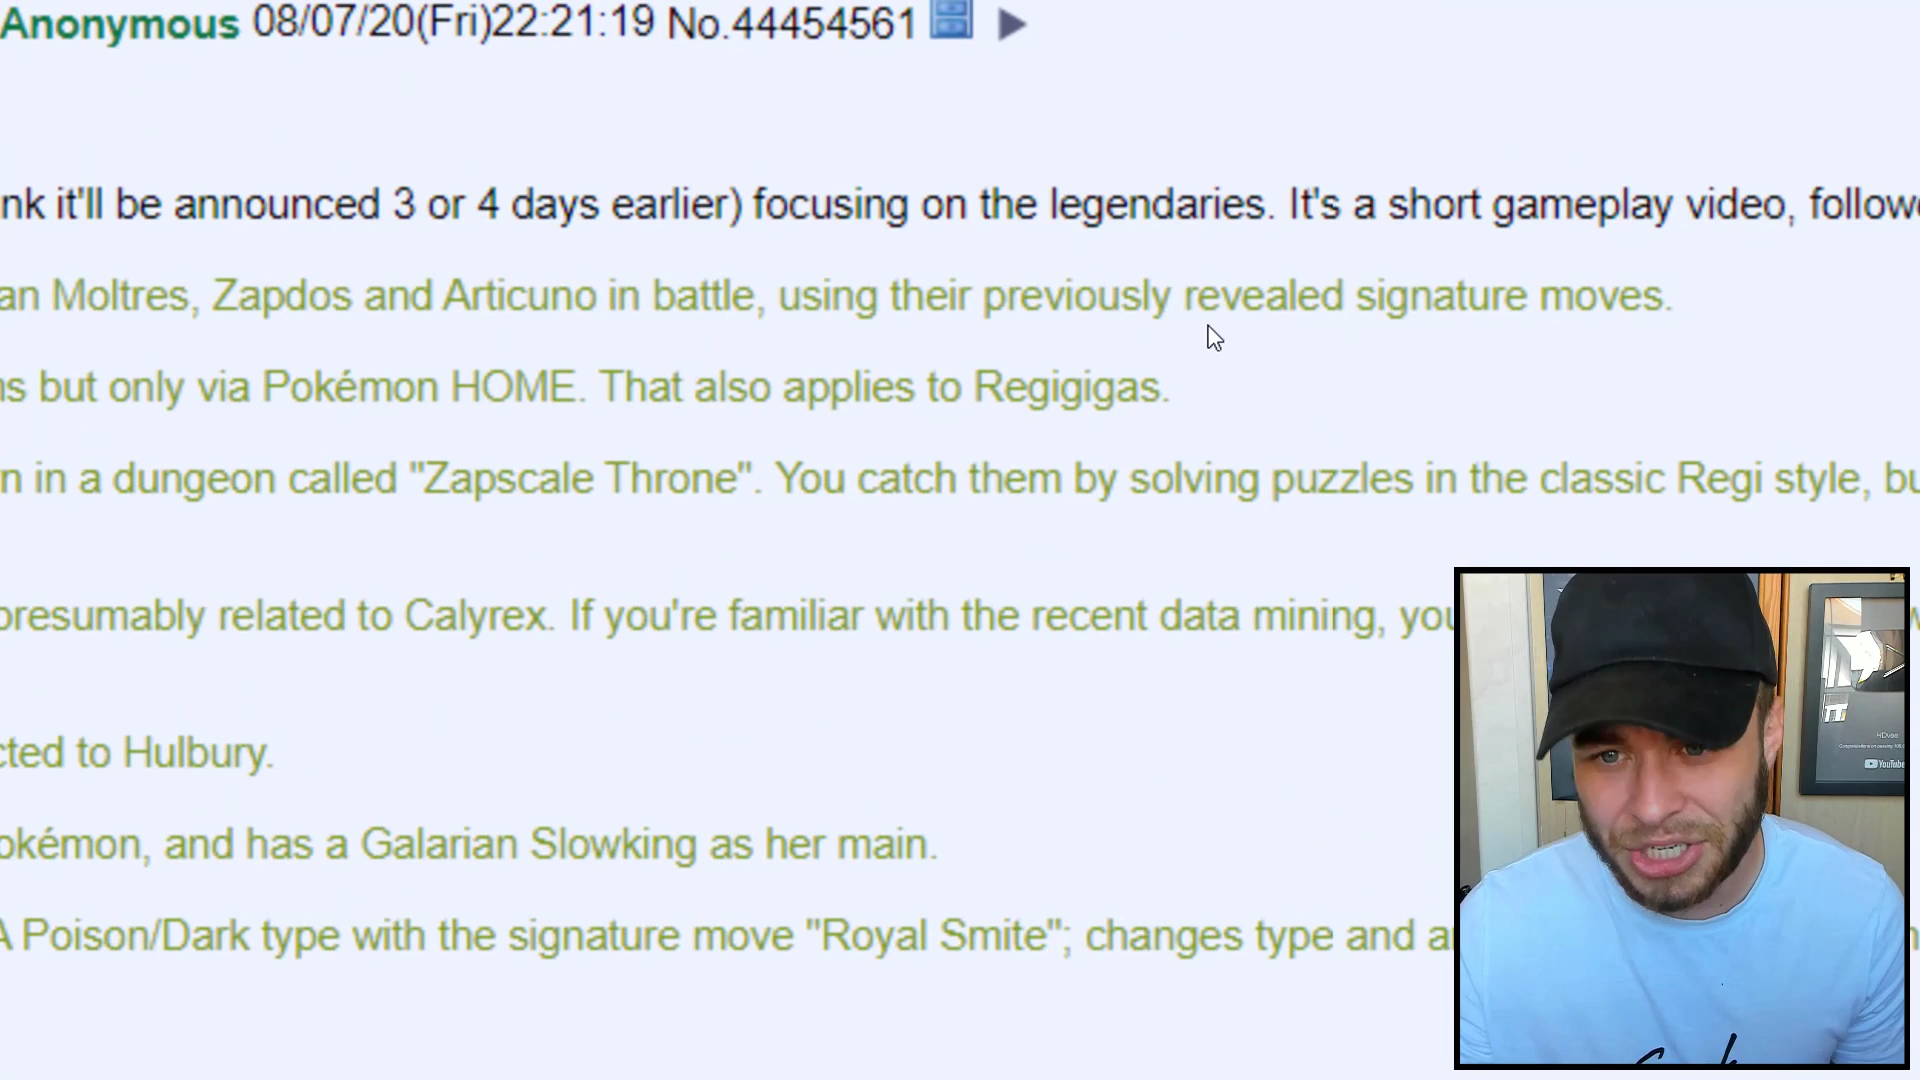 Anonymous 08/07/20(Fri)22:21:19 No.44454561
nk it'll be announced 3 or 4 days earlier) focusing on the legendaries. It's a short gameplay video, followe
an Moltres, Zapdos and Articuno in battle, using their previously revealed signature moves.
ns but only via Pokémon HOME. That also applies to Regigigas.
n in a dungeon called "Zapscale Throne". You catch them by solving puzzles in the classic Regi style, bu
presumably related to Calyrex. If you're familiar with the recent data mining, you
cted to Hulbury.
okémon, and has a Galarian Slowking as her main.
A Poison/Dark type with the signature move "Royal Smite"; changes type and a
HDvee
YouTube